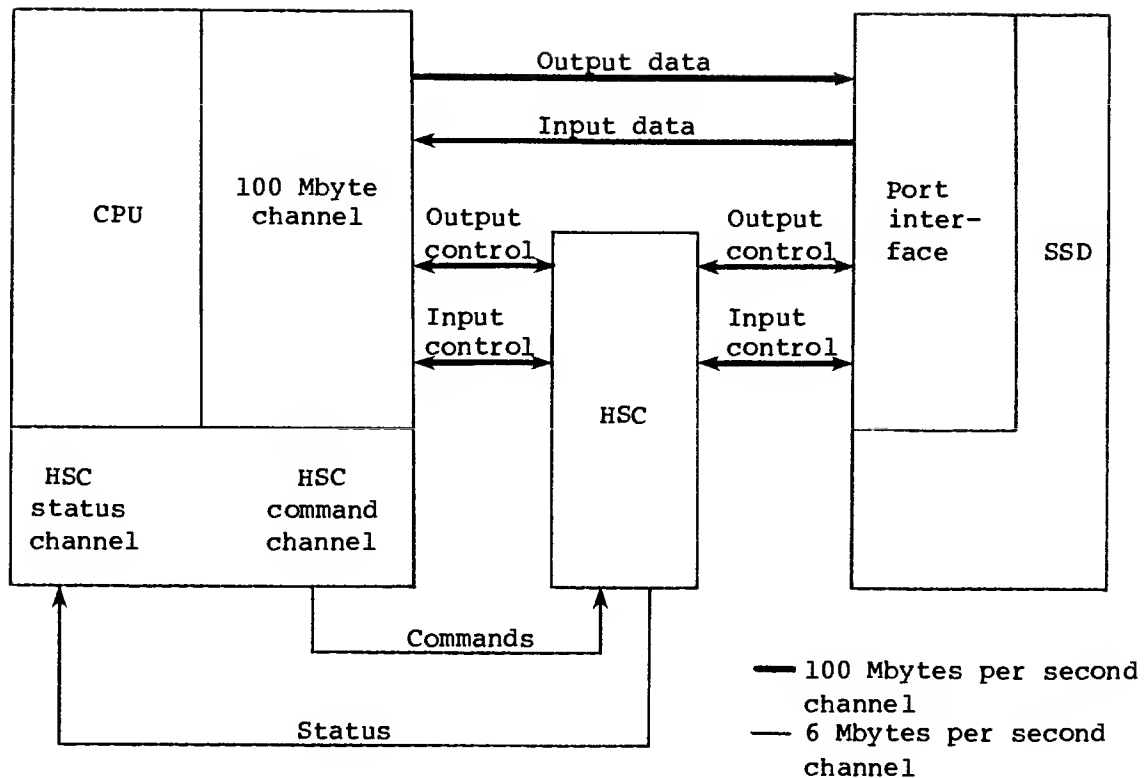 Output data
Input data
CPU
100 Mbyte
channel
Output
control
Input
control
HSC
Output
control
Input
control
Port
inter-
face
SSD
HSC
status
channel
HSC
command
channel
Commands
Status
100 Mbytes per second
channel
6 Mbytes per second
channel